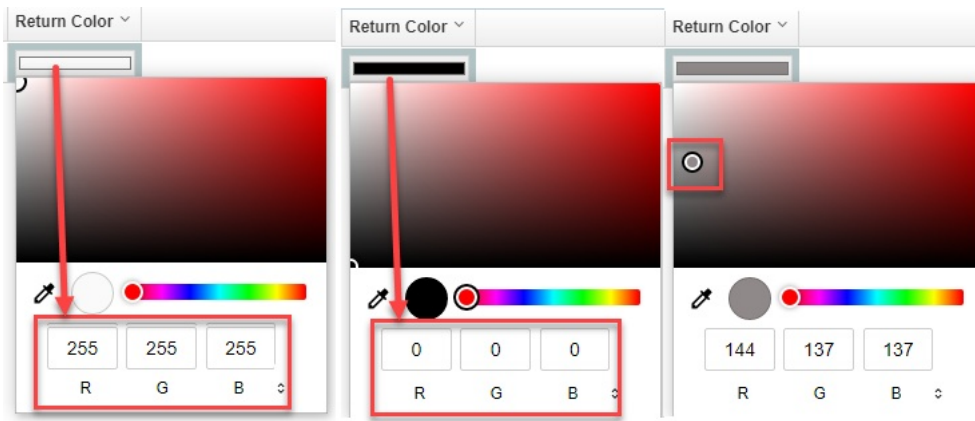 Return Color
255 255 255
R G B
Return Color
0 0 0
R G B
Return Color
144 137 137
R G B